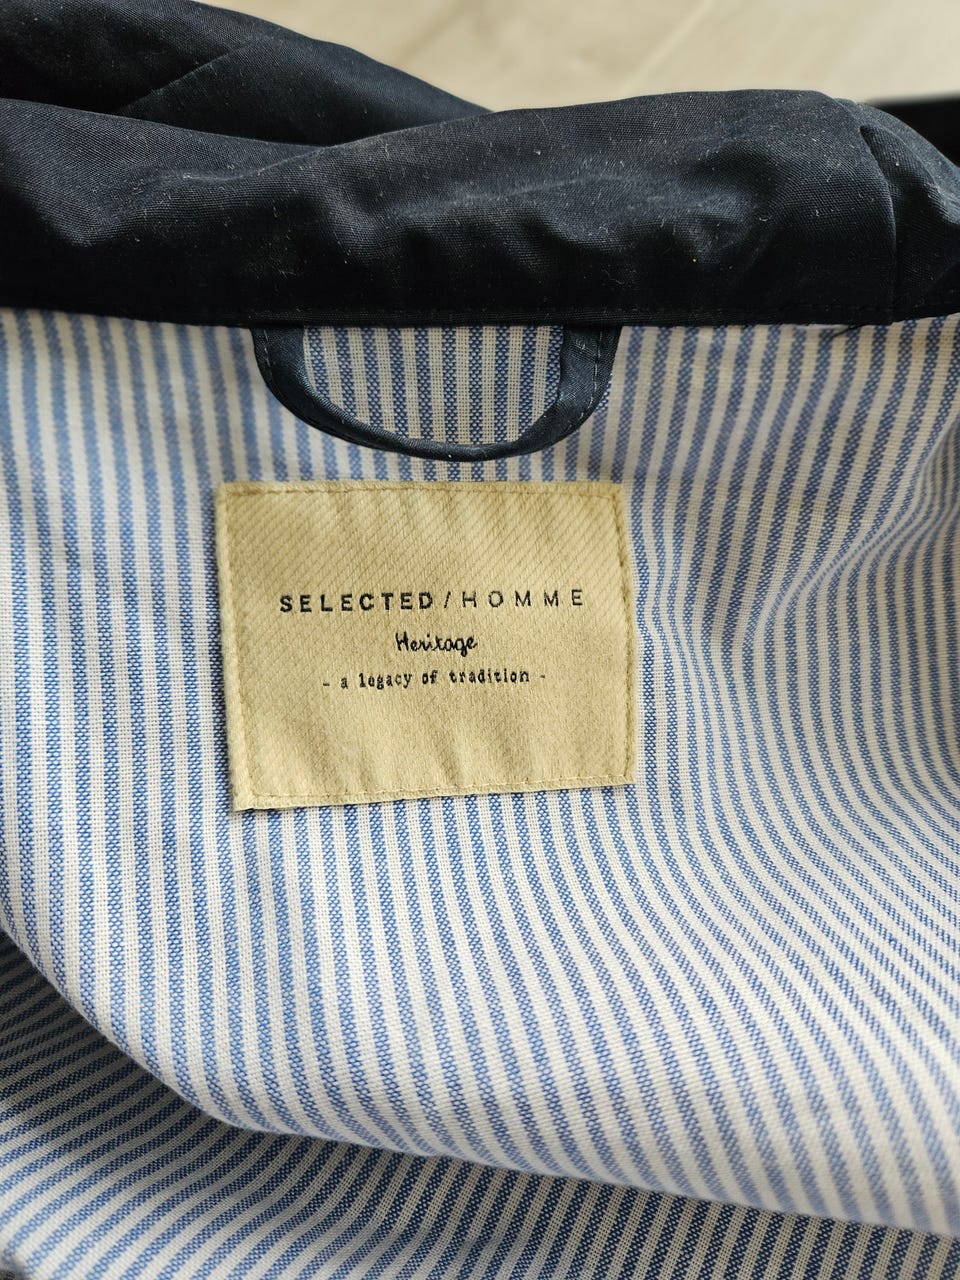 SELECTED/HOMME
Heritage
- a legacy of tradition -